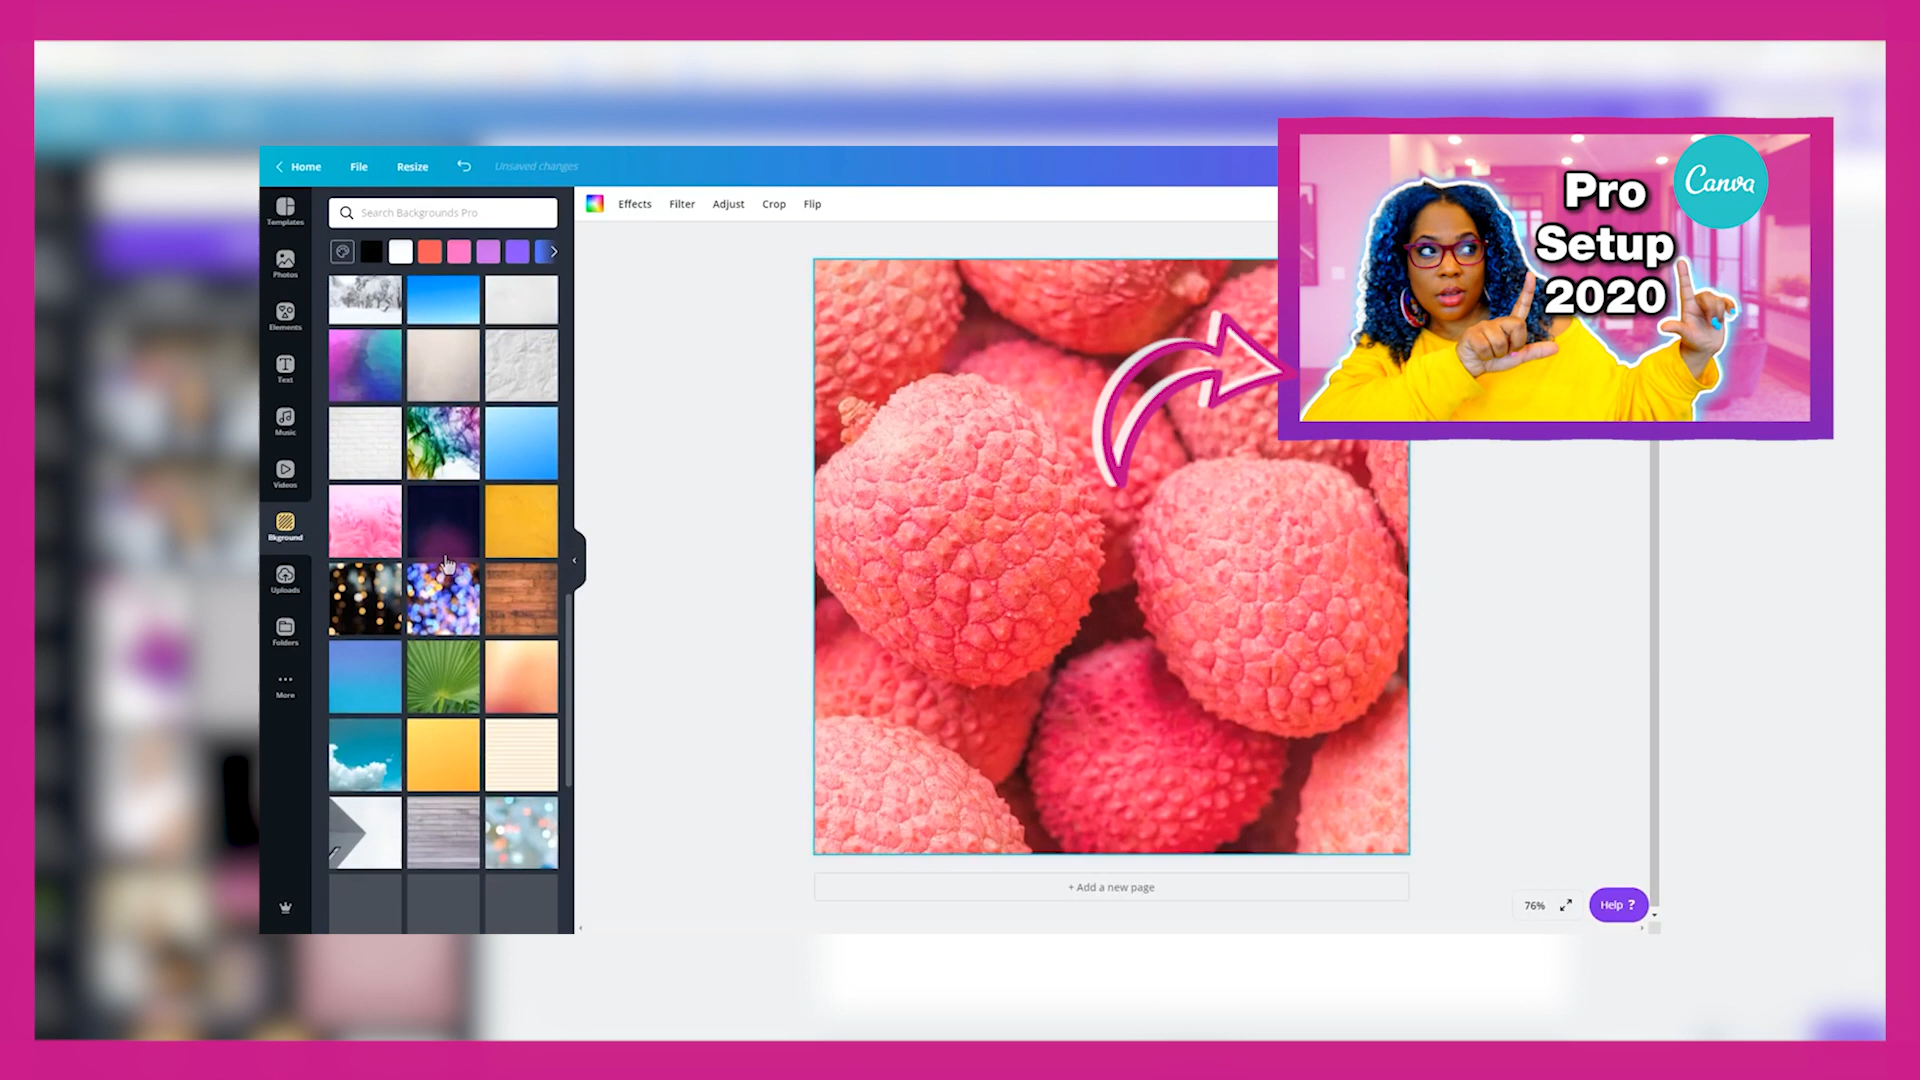 Home
File
Resize
Unsaved changes
Templates
Photos
Elements
Text
Music
Videos
Bkground
Uploads
Folders
More
Search Backgrounds Pro
Effects
Filter
Adjust
Crop
Flip
Pro
Setup
2020
Canva
+ Add a new page
76%
Help ?